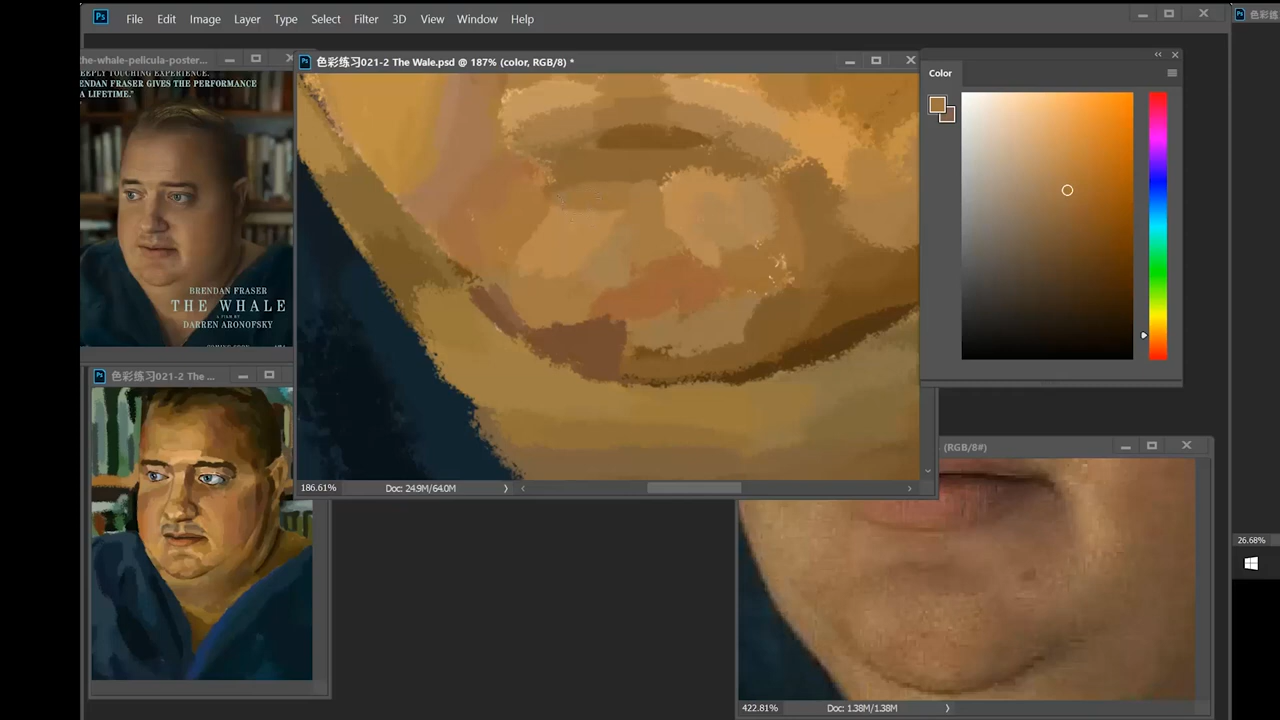 File Edit Image Layer Type Select Filter 3D View Window Help
色彩练
the-whale-pelicula-poster...
色彩练习021-2 The Wale.psd @ 187% (color, RGB/8) *
Color
EEPLY TOUCHING EXPERIENCE.
ENDAN FRASER GIVES THE PERFORMANCE
A LIFETIME."
BRENDAN FRASER
THE WHALE
A FILM BY
DARREN ARONOFSKY
色彩练习021-2 The ...
186.61% Doc: 24.9M/64.0M
(RGB/8#)
26.68%
422.81% Doc: 1.38M/1.38M